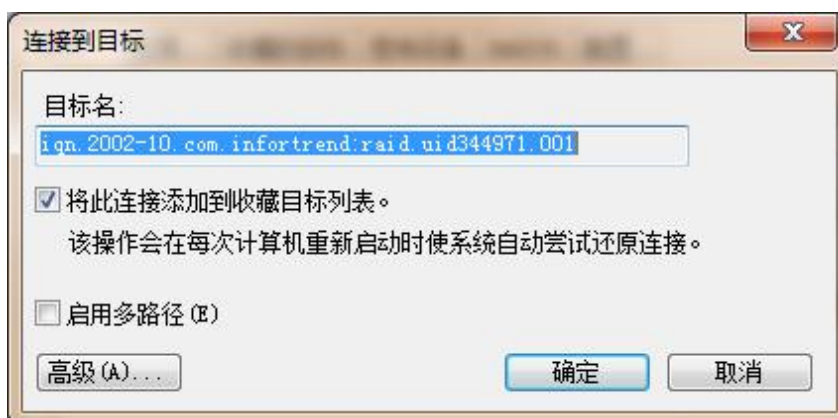 连接到目标
目标名:
iqn.2002-10.com.infortrend:raid.uid344971.001
将此连接添加到收藏目标列表。
该操作会在每次计算机重新启动时使系统自动尝试还原连接。
启用多路径(E)
高级(A)...
确定
取消